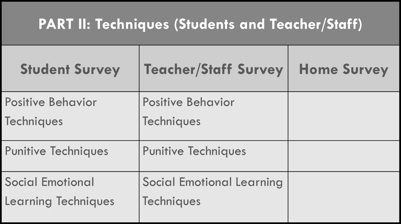 PART II: Techniques (Students and Teacher/Staff)
Student Survey Teacher/Staff Survey Home Survey
Positive Behavior Positive Behavior
Techniques Techniques
Punitive Techniques Punitive Techniques
Social Emotional Social Emotional Learning
Learning Techniques Techniques